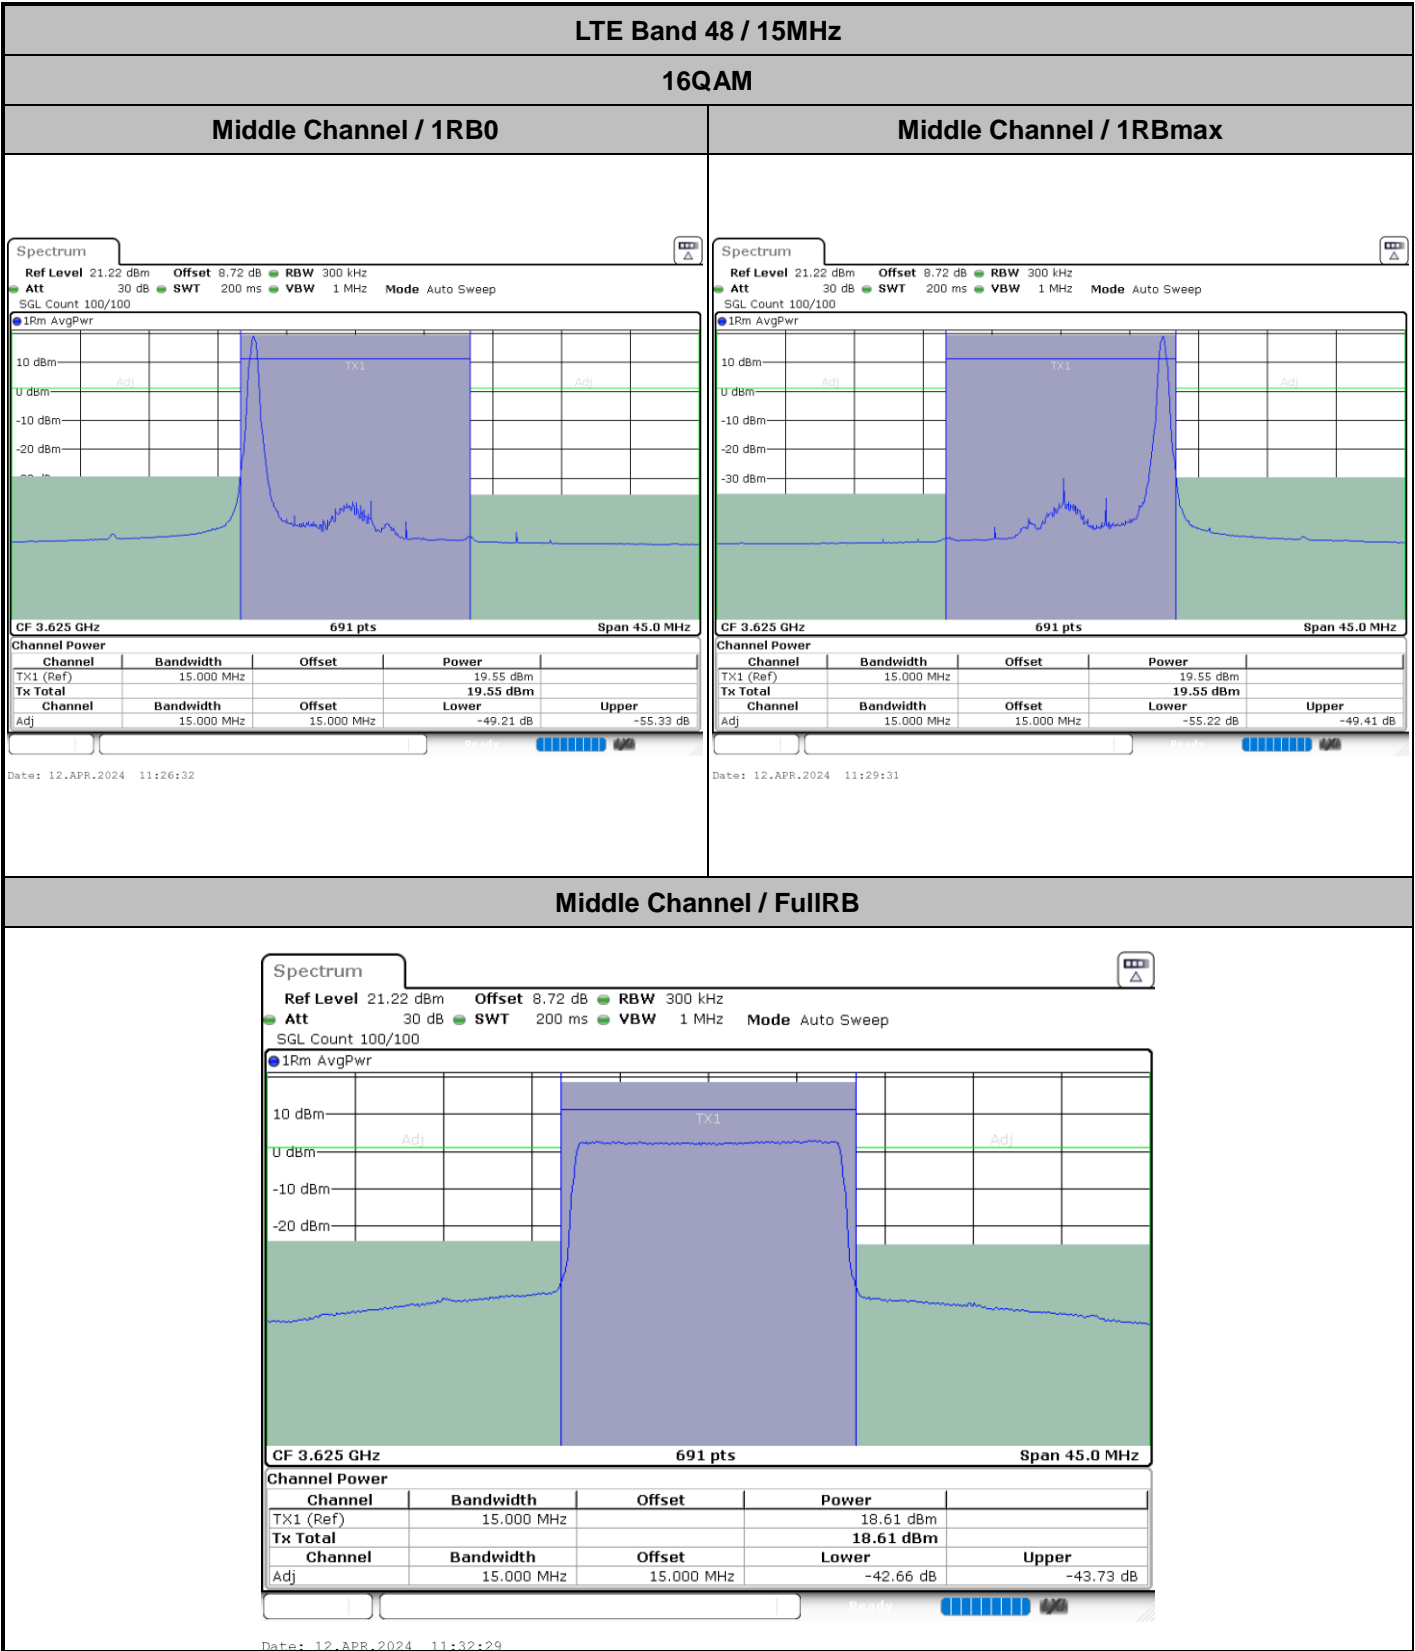 LTE Band 48 / 15MHz
16QAM
Middle Channel / 1RB0
Middle Channel / 1RBmax
Spectrum
Ref Level 21.22 dBm Offset 8.72 dB RBW 300 kHz
Att 30 dB SWT 200 ms VBW 1 MHz Mode Auto Sweep
SGL Count 100/100
1Rm AvgPwr
10 dBm
TX1
Adj
Adj
0 dBm
-10 dBm
-20 dBm
CF 3.625 GHz 691 pts Span 45.0 MHz
Channel Power
Channel Bandwidth Offset Power
TX1 (Ref) 15.000 MHz 19.55 dBm
Tx Total 19.55 dBm
Channel Bandwidth Offset Lower Upper
Adj 15.000 MHz 15.000 MHz -49.21 dB -55.33 dB
Ready
Date: 12.APR.2024 11:26:32
Spectrum
Ref Level 21.22 dBm Offset 8.72 dB RBW 300 kHz
Att 30 dB SWT 200 ms VBW 1 MHz Mode Auto Sweep
SGL Count 100/100
1Rm AvgPwr
10 dBm
TX1
Adj
Adj
0 dBm
-10 dBm
-20 dBm
-30 dBm
CF 3.625 GHz 691 pts Span 45.0 MHz
Channel Power
Channel Bandwidth Offset Power
TX1 (Ref) 15.000 MHz 19.55 dBm
Tx Total 19.55 dBm
Channel Bandwidth Offset Lower Upper
Adj 15.000 MHz 15.000 MHz -55.22 dB -49.41 dB
Ready
Date: 12.APR.2024 11:29:31
Middle Channel / FullRB
Spectrum
Ref Level 21.22 dBm Offset 8.72 dB RBW 300 kHz
Att 30 dB SWT 200 ms VBW 1 MHz Mode Auto Sweep
SGL Count 100/100
1Rm AvgPwr
10 dBm
TX1
Adj
Adj
0 dBm
-10 dBm
-20 dBm
CF 3.625 GHz 691 pts Span 45.0 MHz
Channel Power
Channel Bandwidth Offset Power
TX1 (Ref) 15.000 MHz 18.61 dBm
Tx Total 18.61 dBm
Channel Bandwidth Offset Lower Upper
Adj 15.000 MHz 15.000 MHz -42.66 dB -43.73 dB
Ready
Date: 12.APR.2024 11:32:29